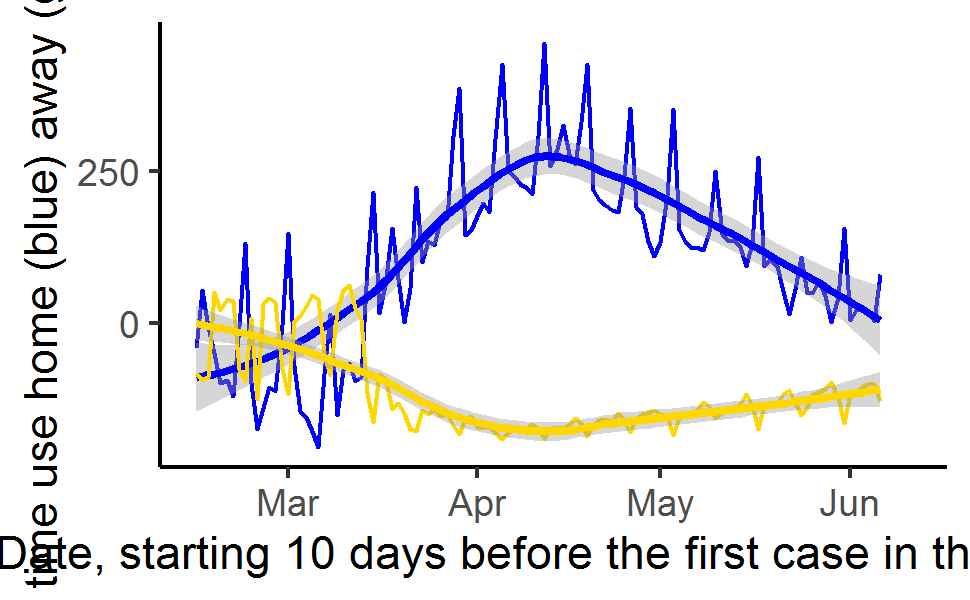 time use home (blue) away (
250
0
Mar Apr May Jun
Date, starting 10 days before the first case in th